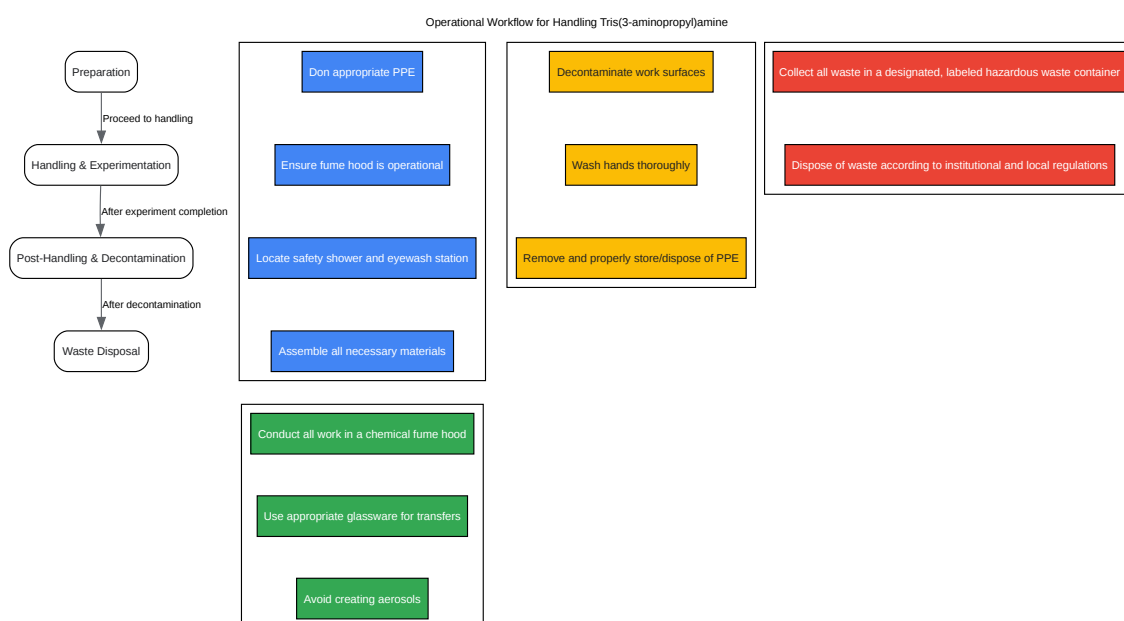 Operational Workflow for Handling Tris(3-aminopropyl)amine
Preparation
Proceed to handling
Handling & Experimentation
After experiment completion
Post-Handling & Decontamination
After decontamination
Waste Disposal
Don appropriate PPE
Ensure fume hood is operational
Locate safety shower and eyewash station
Assemble all necessary materials
Conduct all work in a chemical fume hood
Use appropriate glassware for transfers
Avoid creating aerosols
Decontaminate work surfaces
Wash hands thoroughly
Remove and properly store/dispose of PPE
Collect all waste in a designated, labeled hazardous waste container
Dispose of waste according to institutional and local regulations